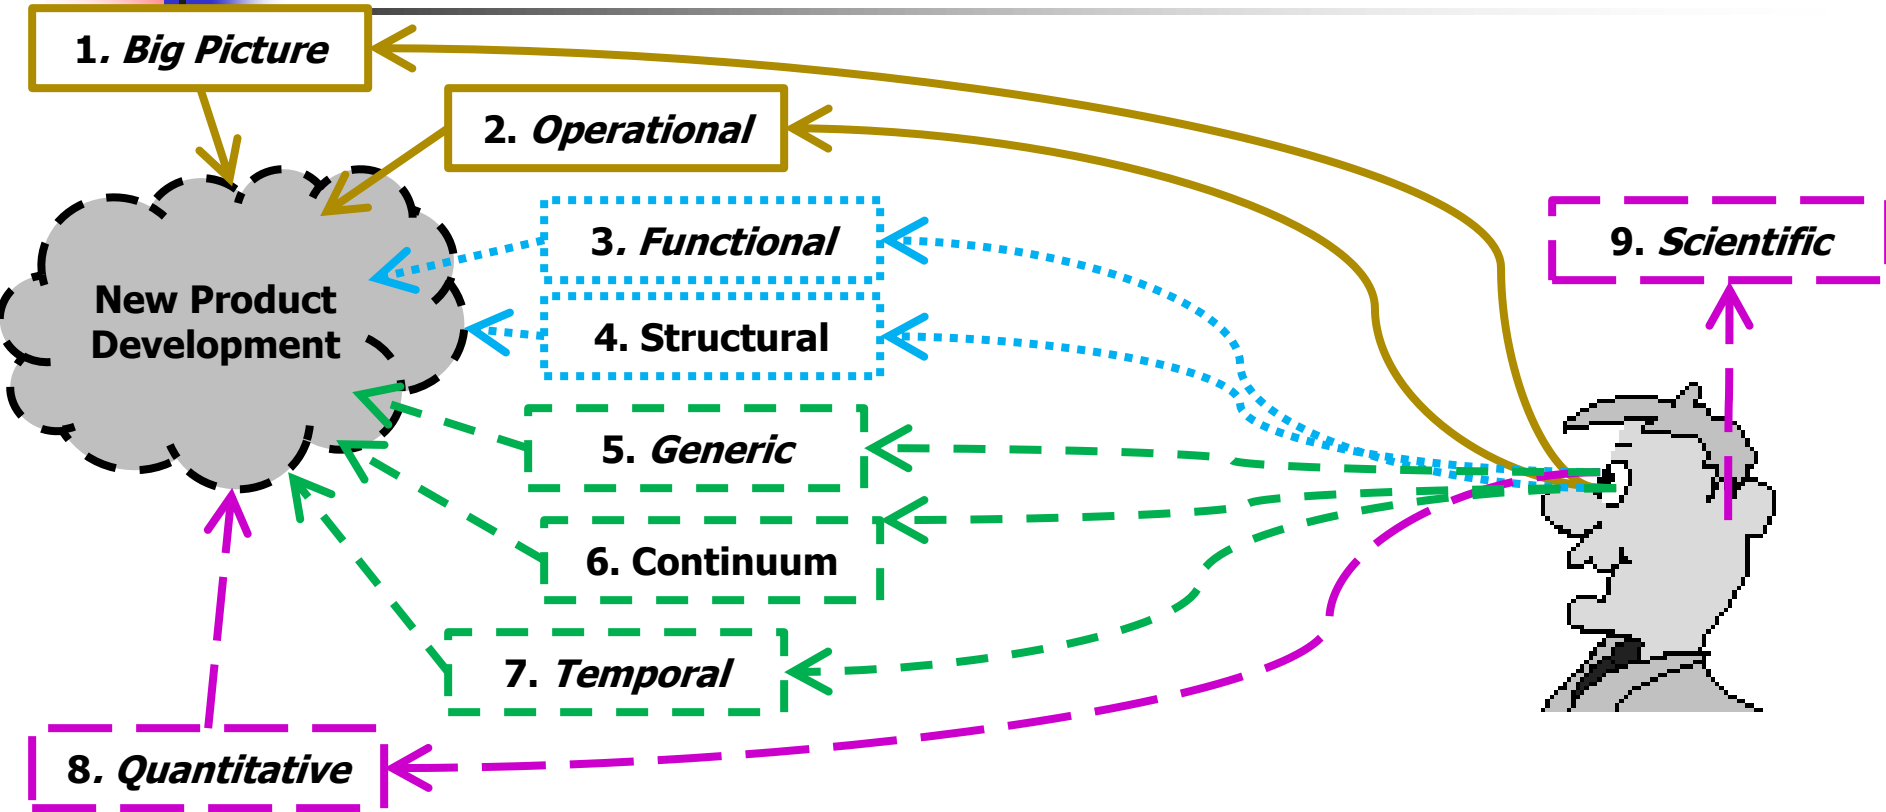 1. Big Picture
2. Operational
3. Functional
9. Scientific
New Product
Development
4. Structural
5. Generic
6. Continuum
7. Temporal
8. Quantitative